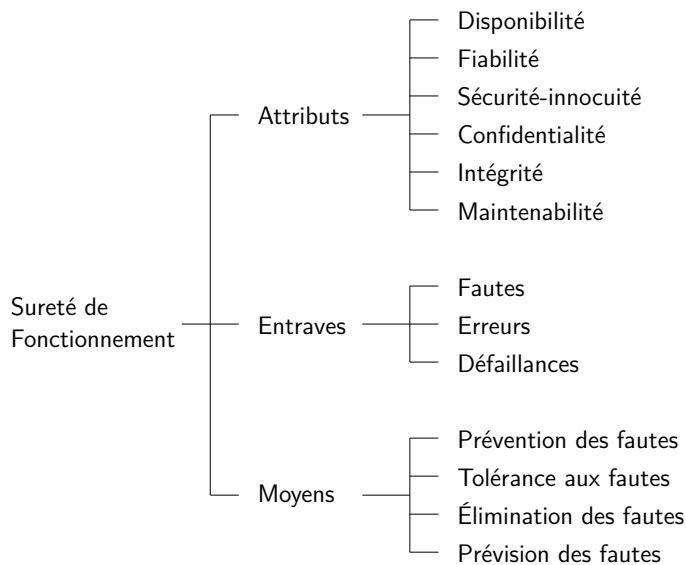 Disponibilité
Fiabilité
Sécurité-innocuité
Attributs
Confidentialité
Intégrité
Maintenabilité
Sureté de
Fonctionnement
Entraves
Fautes
Erreurs
Défaillances
Moyens
Prévention des fautes
Tolérance aux fautes
Élimination des fautes
Prévision des fautes